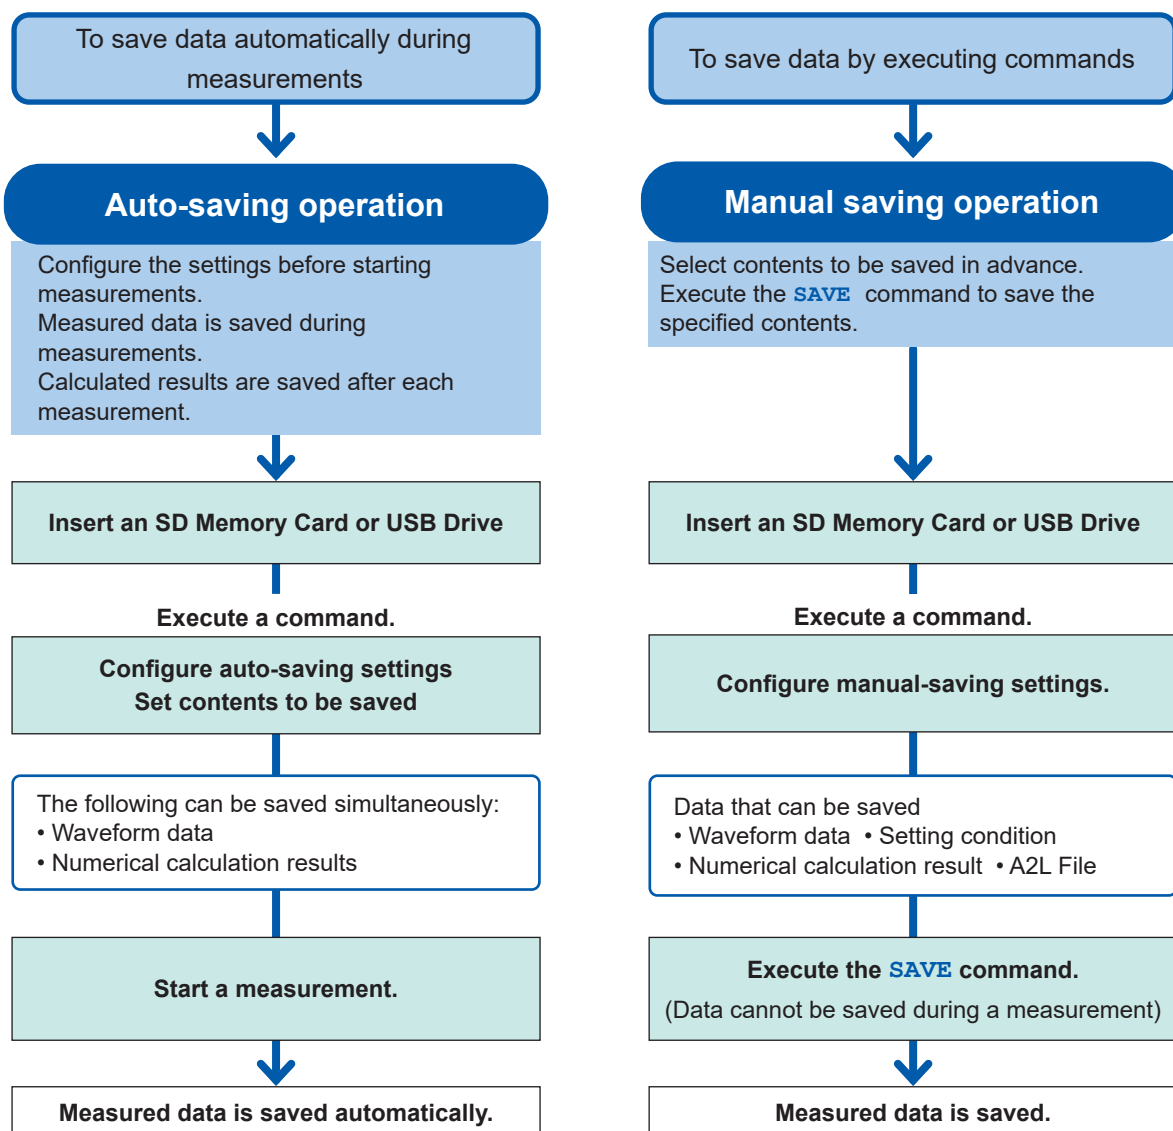 To save data automatically during
measurements
Auto-saving operation
Configure the settings before starting
measurements.
Measured data is saved during
measurements.
Calculated results are saved after each
measurement.
Insert an SD Memory Card or USB Drive
Execute a command.
Configure auto-saving settings
Set contents to be saved
The following can be saved simultaneously:
• Waveform data
• Numerical calculation results
Start a measurement.
Measured data is saved automatically.
To save data by executing commands
Manual saving operation
Select contents to be saved in advance.
Execute the SAVE command to save the
specified contents.
Insert an SD Memory Card or USB Drive
Execute a command.
Configure manual-saving settings.
Data that can be saved
• Waveform data • Setting condition
• Numerical calculation result • A2L File
Execute the SAVE command.
(Data cannot be saved during a measurement)
Measured data is saved.